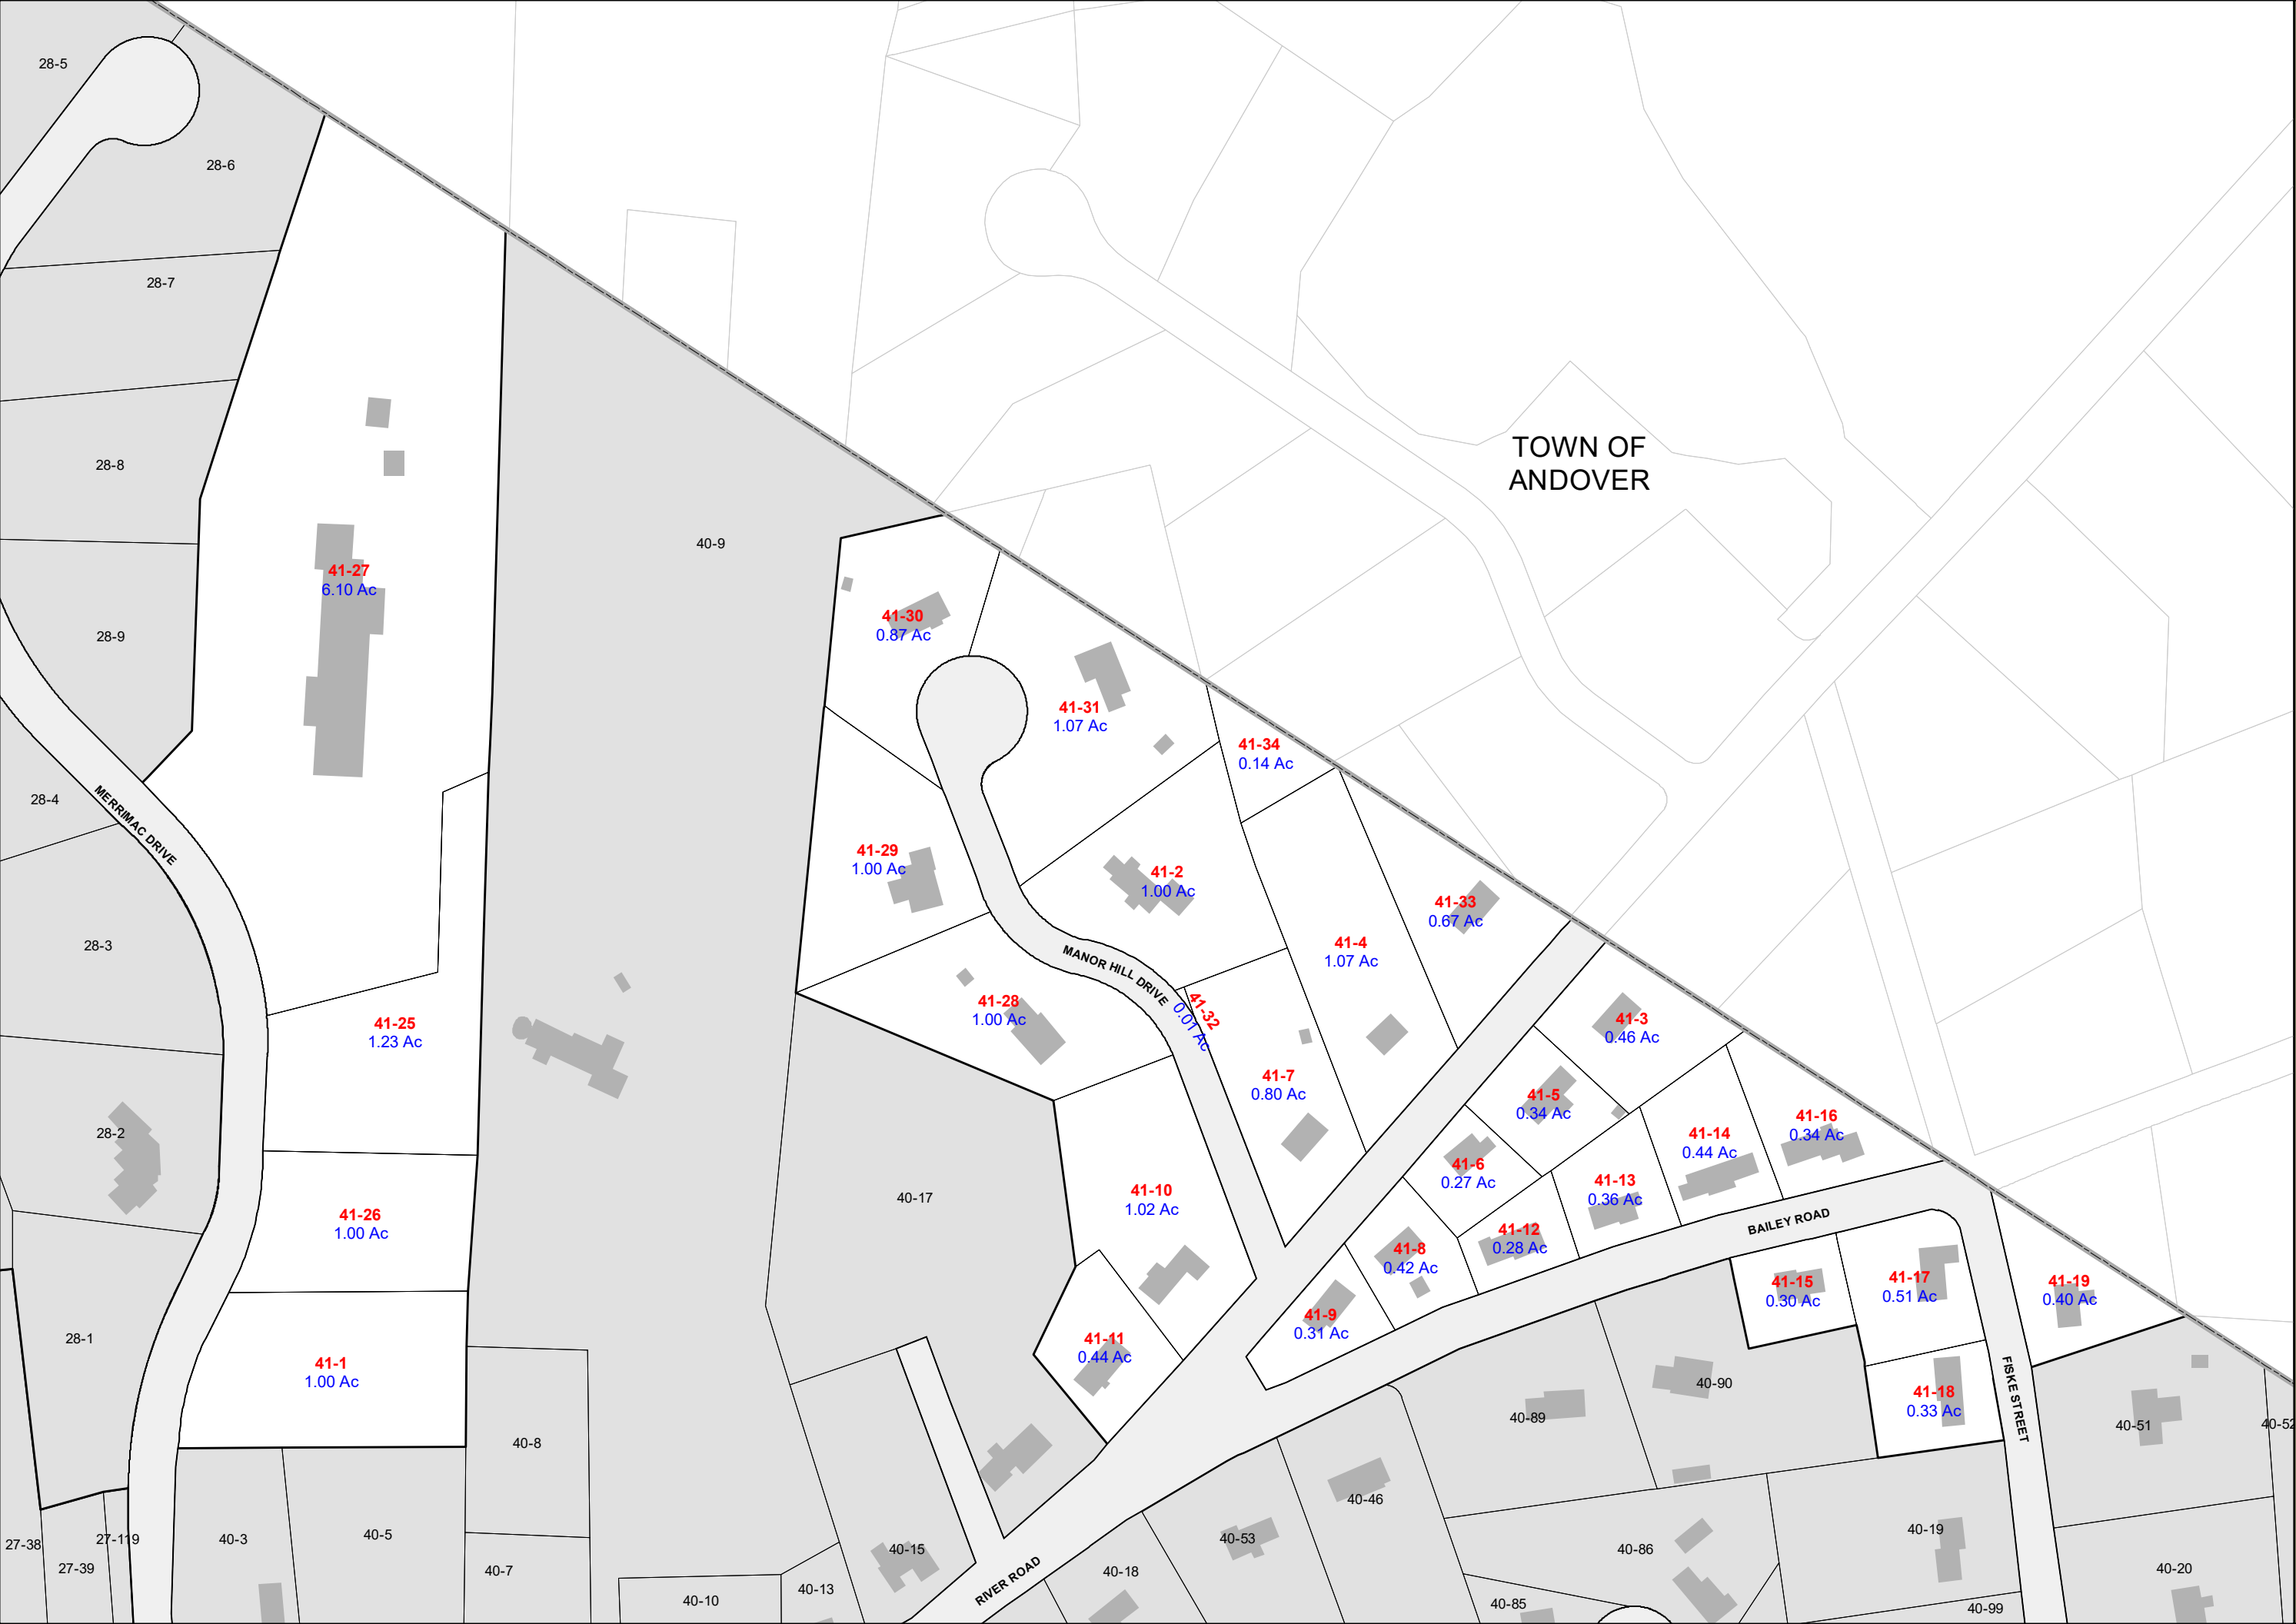 28-5
28-6
28-7
TOWN OF
ANDOVER
28-8
40-9
41-27
6.10 Ac
41-30
0.87 Ac
28-9
41-31
1.07 Ac
41-34
0.14 Ac
28-4
MERRIMAC DRIVE
41-29
1.00 Ac
41-2
1.00 Ac
41-33
0.67 Ac
28-3
41-4
1.07 Ac
MANOR HILL DRIVE
41-28
1.00 Ac
41-32
0.01 Ac
41-3
0.46 Ac
41-25
1.23 Ac
41-7
0.80 Ac
41-5
0.34 Ac
28-2
41-14
0.44 Ac
41-16
0.34 Ac
41-6
0.27 Ac
41-13
0.36 Ac
40-17
41-10
1.02 Ac
41-26
1.00 Ac
BAILEY ROAD
41-12
0.28 Ac
41-8
0.42 Ac
41-15
0.30 Ac
41-17
0.51 Ac
41-19
0.40 Ac
41-9
0.31 Ac
28-1
41-11
0.44 Ac
41-1
1.00 Ac
40-90
41-18
0.33 Ac
FISKE STREET
40-89
40-51
40-52
40-8
40-46
27-38
27-39
27-119
40-3
40-5
40-7
40-15
40-53
40-86
40-19
RIVER ROAD
40-18
40-20
40-10
40-13
40-85
40-99